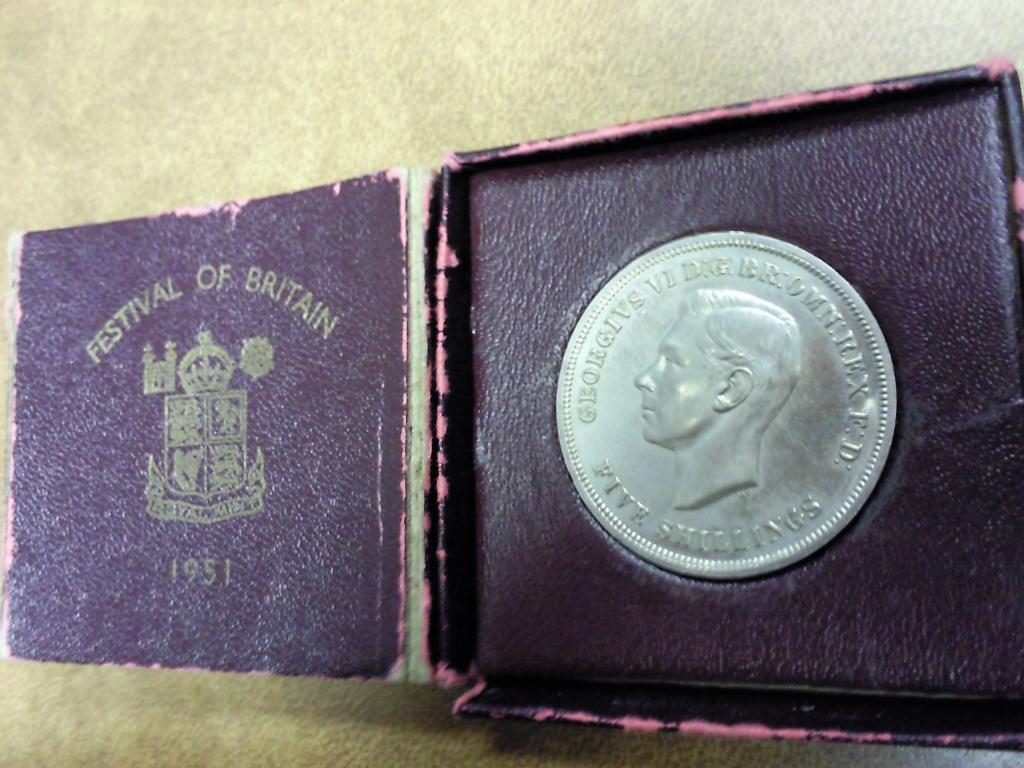 FESTIVAL OF BRITAIN
1951
GEORGIVS VI D:G:BR:OMN:REX F:D.
FIVE SHILLINGS